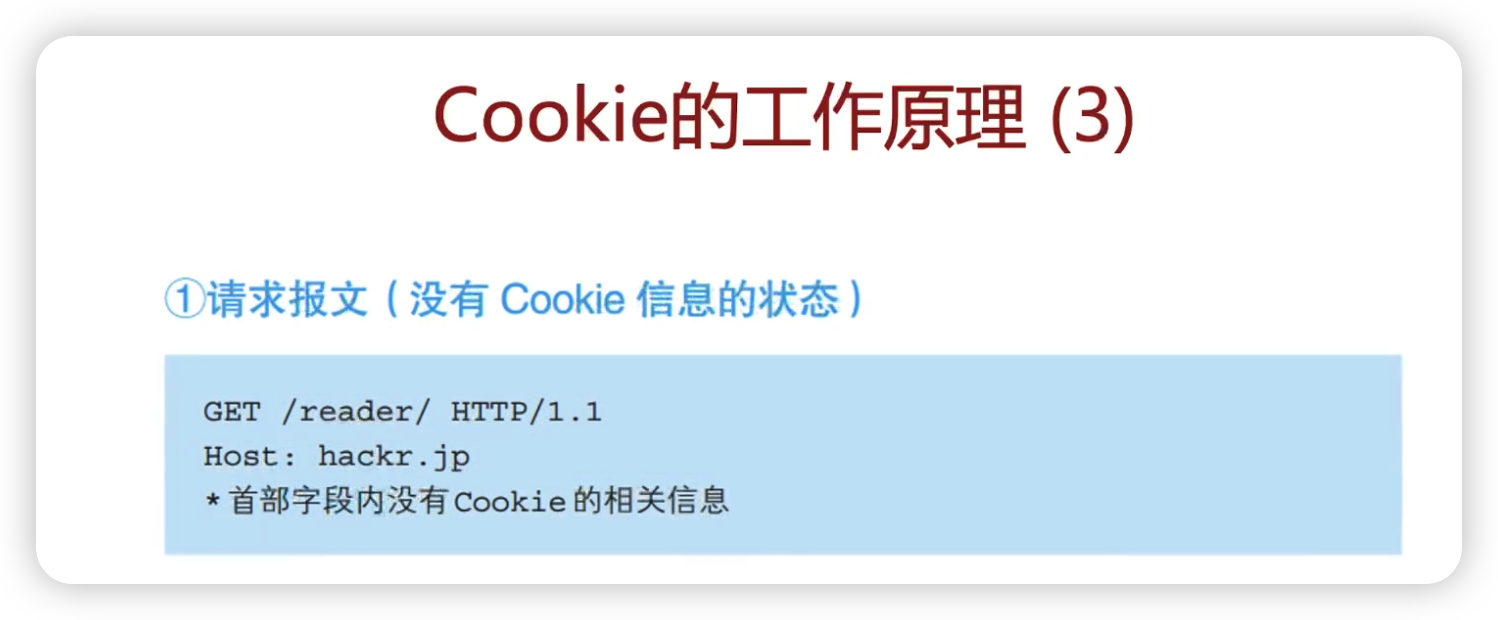 Cookie的工作原理 (3)
①请求报文（没有 Cookie 信息的状态）
GET /reader/ HTTP/1.1
Host: hackr.jp
*首部字段内没有Cookie的相关信息